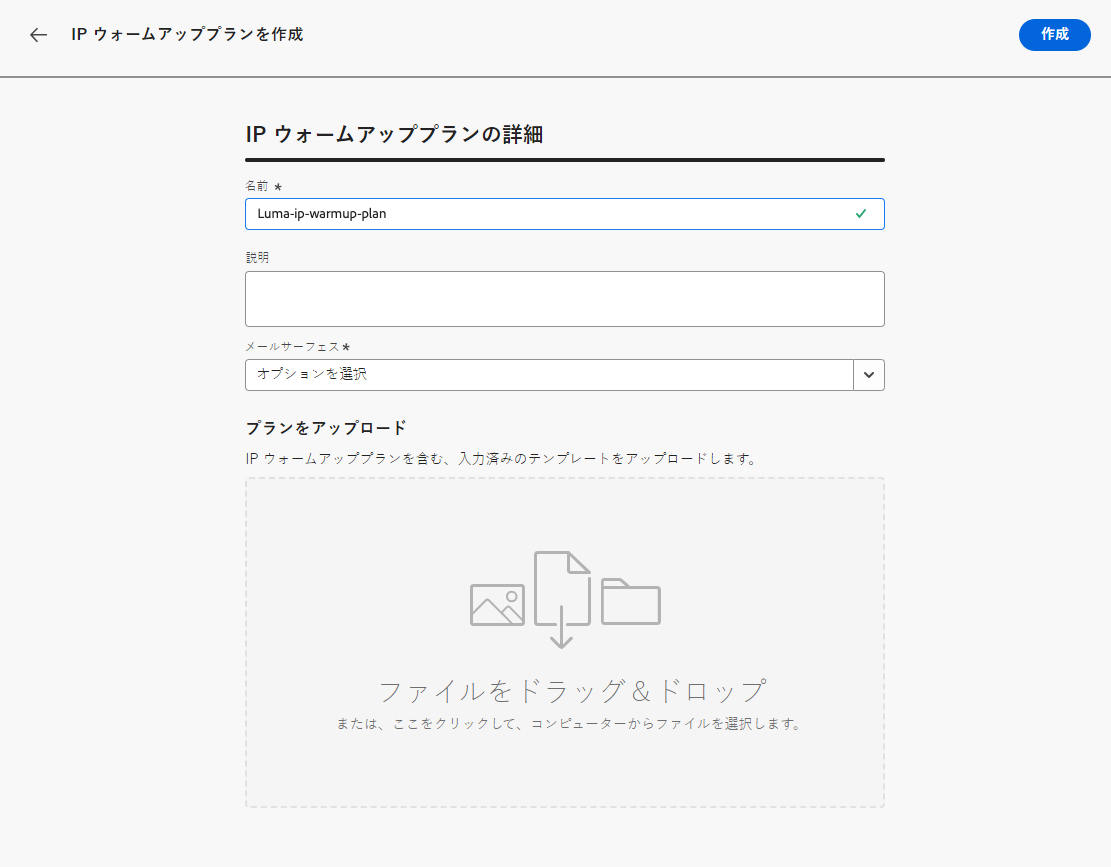 IP ウォームアッププランを作成
作成
IP ウォームアッププランの詳細
名前 *
Luma-ip-warmup-plan
説明
メールサーフェス *
オプションを選択
プランをアップロード
IP ウォームアッププランを含む、入力済みのテンプレートをアップロードします。
ファイルをドラッグ＆ドロップ
または、ここをクリックして、コンピューターからファイルを選択します。